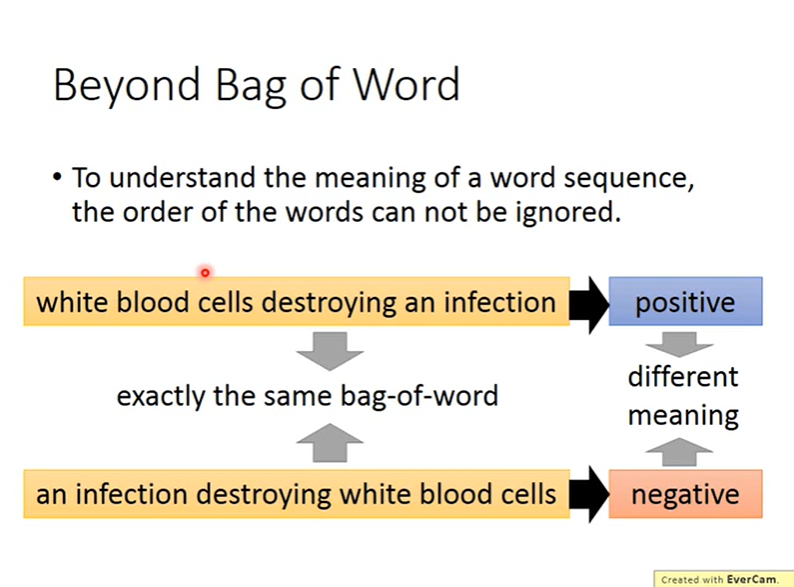 Beyond Bag of Word
• To understand the meaning of a word sequence,
the order of the words can not be ignored.
white blood cells destroying an infection
positive
exactly the same bag-of-word
different
meaning
an infection destroying white blood cells
negative
Created with EverCam.